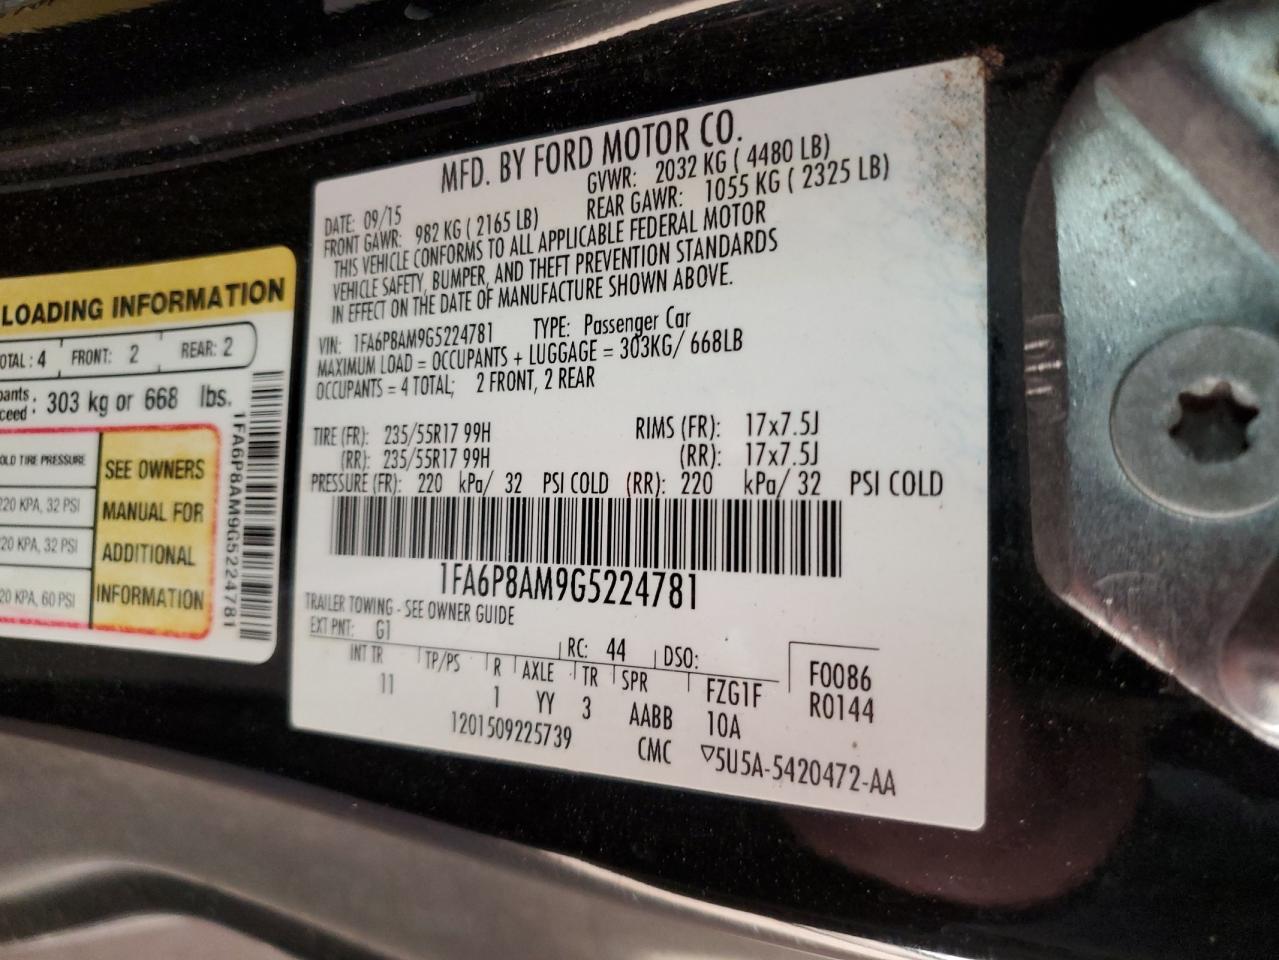 LOADING INFORMATION
OTAL : 4 FRONT: 2 REAR: 2
pants
ceed : 303 kg or 668 lbs.
OLD TIRE PRESSURE
220 KPA, 32 PSI
20 KPA, 32 PSI
20 KPA, 60 PSI
SEE OWNERS
MANUAL FOR
ADDITIONAL
INFORMATION
1FA6P8AM9G5224781
MFD. BY FORD MOTOR CO.
DATE: 09/15 GVWR: 2032 KG ( 4480 LB)
FRONT GAWR: 982 KG ( 2165 LB) REAR GAWR: 1055 KG ( 2325 LB)
THIS VEHICLE CONFORMS TO ALL APPLICABLE FEDERAL MOTOR
VEHICLE SAFETY, BUMPER, AND THEFT PREVENTION STANDARDS
IN EFFECT ON THE DATE OF MANUFACTURE SHOWN ABOVE.
VIN: 1FA6P8AM9G5224781 TYPE: Passenger Car
MAXIMUM LOAD = OCCUPANTS + LUGGAGE = 303KG/ 668LB
OCCUPANTS = 4 TOTAL; 2 FRONT, 2 REAR
TIRE (FR): 235/55R17 99H RIMS (FR): 17x7.5J
(RR): 235/55R17 99H (RR): 17x7.5J
PRESSURE (FR): 220 kPa/ 32 PSI COLD (RR): 220 kPa/ 32 PSI COLD
1FA6P8AM9G5224781
TRAILER TOWING - SEE OWNER GUIDE
EXT PNT: G1 RC: 44 DSO: F0086
INT TR TP/PS R AXLE TR SPR FZG1F R0144
11 1 YY 3 AABB 10A
1201509225739 CMC ▽5U5A-5420472-AA